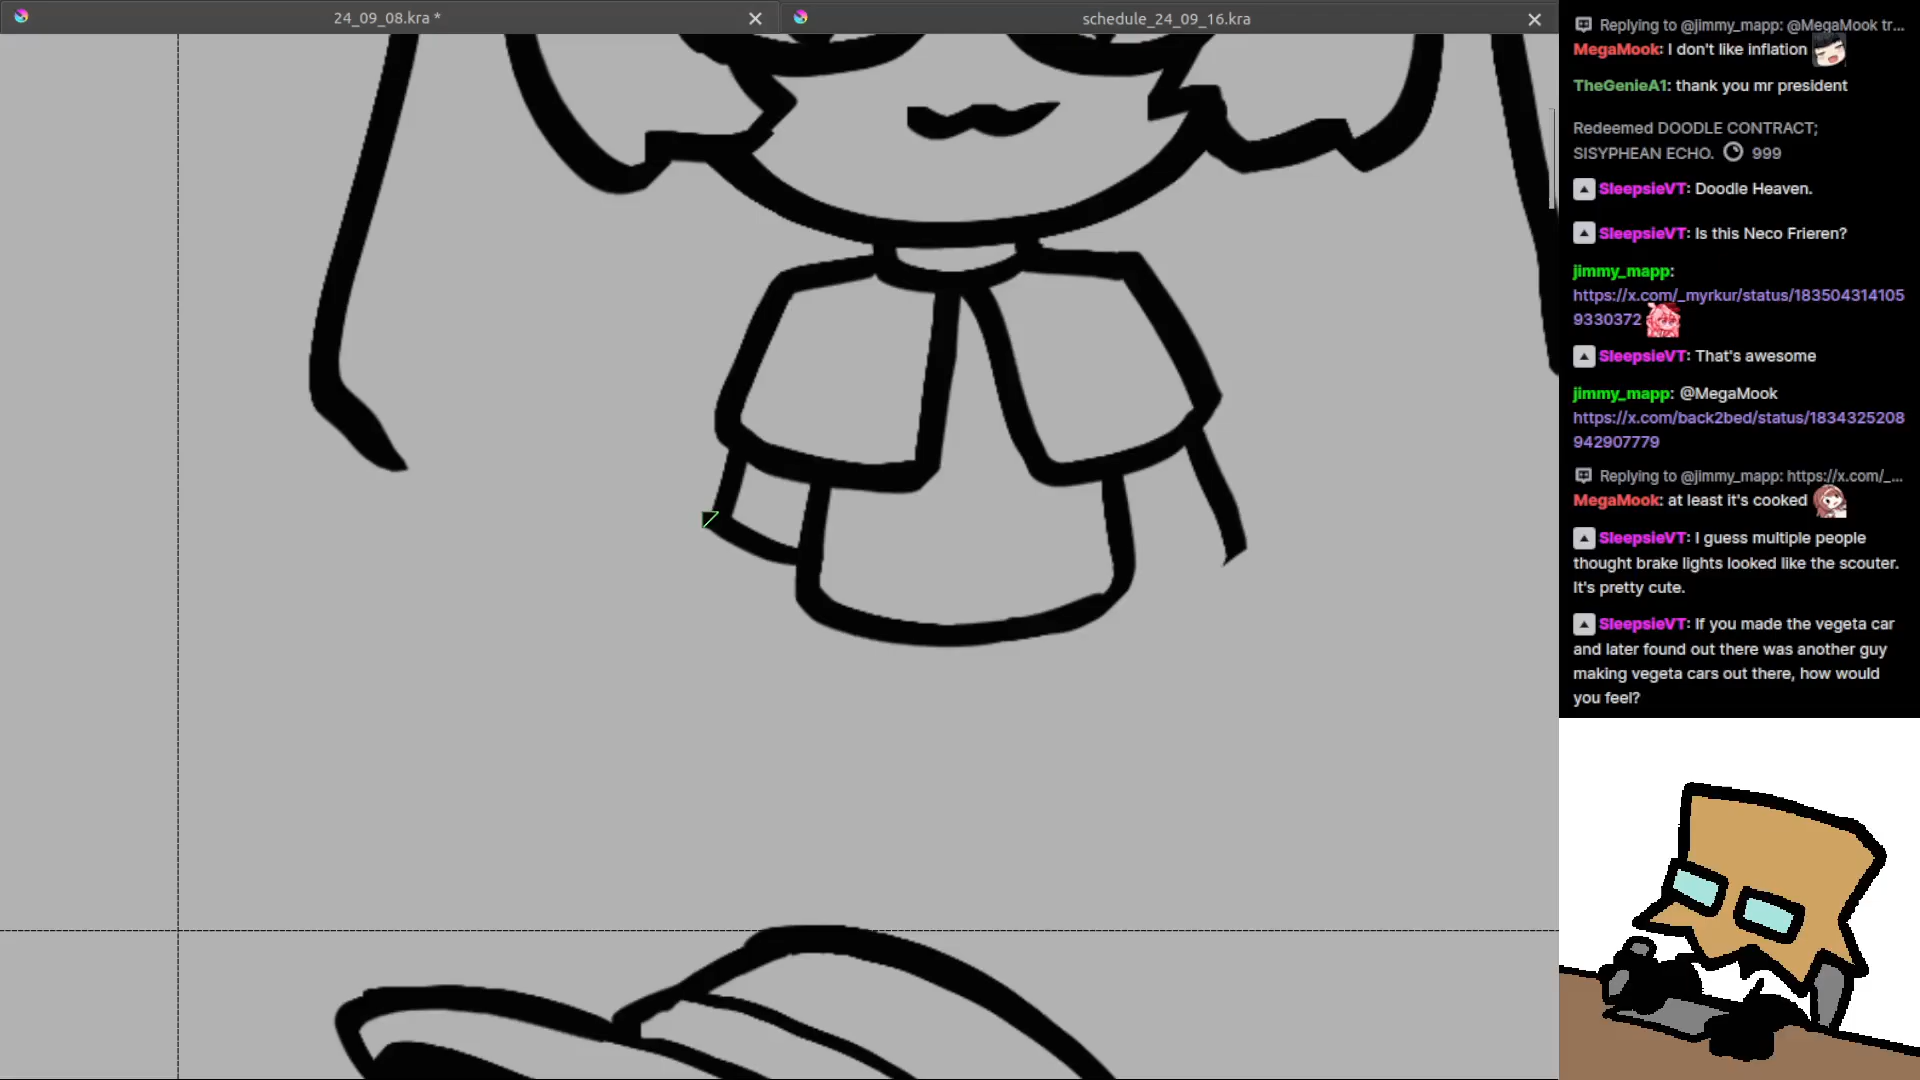 24_09_08.kra *
schedule_24_09_16.kra
Replying to @jimmy_mapp: @MegaMook tr...
MegaMook: I don't like inflation
TheGenieA1: thank you mr president
Redeemed DOODLE CONTRACT;
SISYPHEAN ECHO. 999
SleepsieVT: Doodle Heaven.
SleepsieVT: Is this Neco Frieren?
jimmy_mapp:
https://x.com/_myrkur/status/183504314105
9330372
SleepsieVT: That's awesome
jimmy_mapp: @MegaMook
https://x.com/back2bed/status/1834325208
942907779
Replying to @jimmy_mapp: https://x.com/_...
MegaMook: at least it's cooked
SleepsieVT: I guess multiple people
thought brake lights looked like the scouter.
It's pretty cute.
SleepsieVT: If you made the vegeta car
and later found out there was another guy
making vegeta cars out there, how would
you feel?